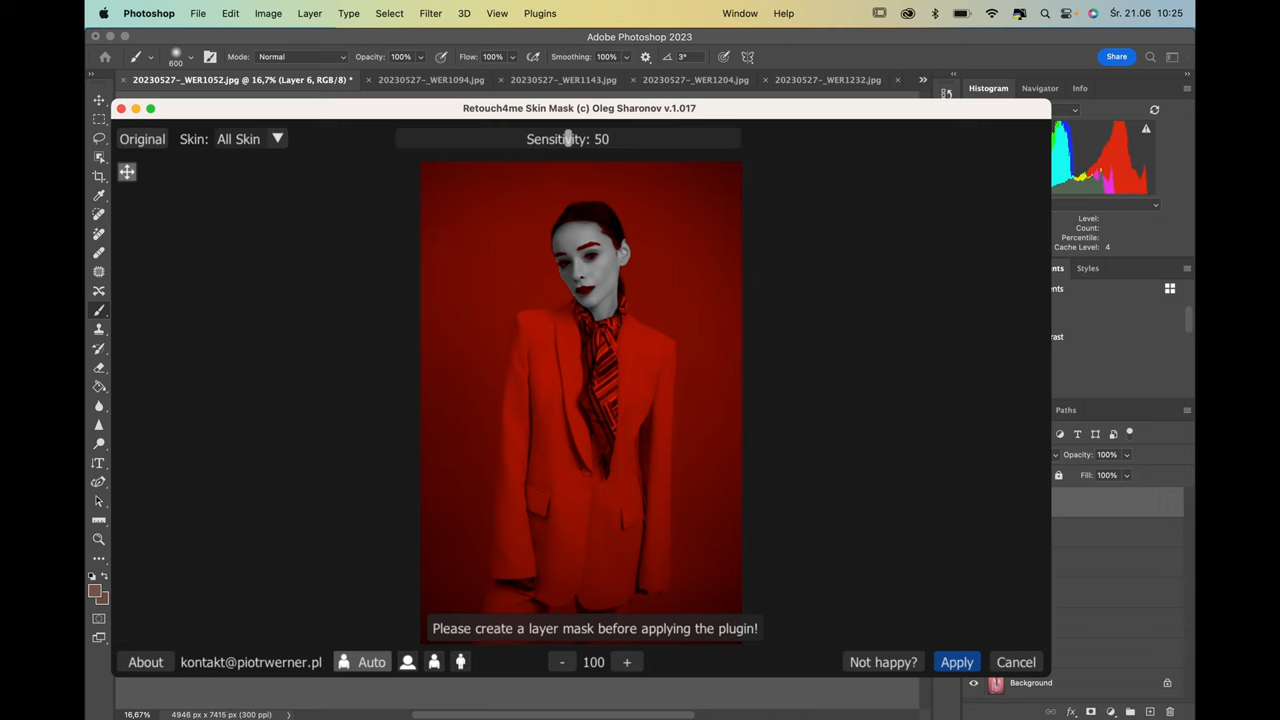 Photoshop File Edit Image Layer Type Select Filter 3D View Plugins Window Help Śr. 21.06 10:25
Adobe Photoshop 2023
600 Mode: Normal Opacity: 100% Flow: 100% Smoothing: 100% 3° Share
20230527-_WER1052.jpg @ 16,7% (Layer 6, RGB/8) * 20230527-_WER1094.jpg 20230527-_WER1143.jpg 20230527-_WER1204.jpg 20230527-_WER1232.jpg
Histogram Navigator Info
Retouch4me Skin Mask (c) Oleg Sharonov v.1.017
Original Skin: All Skin Sensitivity: 50
Level:
Count:
Percentile:
Cache Level: 4
ents Styles
ents
ast
Paths
Opacity: 100%
Fill: 100%
Please create a layer mask before applying the plugin!
About kontakt@piotrwerner.pl Auto - 100 + Not happy? Apply Cancel
Background
16,67% 4946 px x 7415 px (300 ppi)